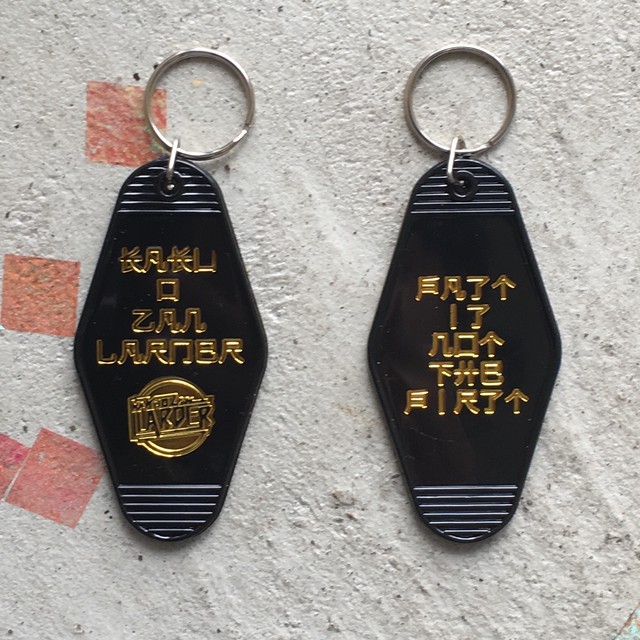 KAKU
O
ZAN
LARDER
LARDER
FAST
IS
NOT
THE
FIRST